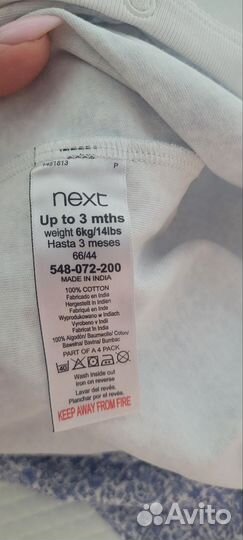 P
next
Up to 3 mths
weight 6kg/14lbs
Hasta 3 meses
66/44
548-072-200
MADE IN INDIA
100% COTTON
Fabricado en India
Hergestellt in Indien
Fabriqué en Inde
Wyprodukowano w Indiach
Vyrobeno v Indii
Fabricat în India
100% Algodón/ Baumwolle/ Coton/
Bawełna/ Bavlna/ Bumbac
PART OF A 4 PACK
40
Wash inside out
Iron on reverse
Lavar del revés.
Planchar por el revés.
KEEP AWAY FROM FIRE
Avito